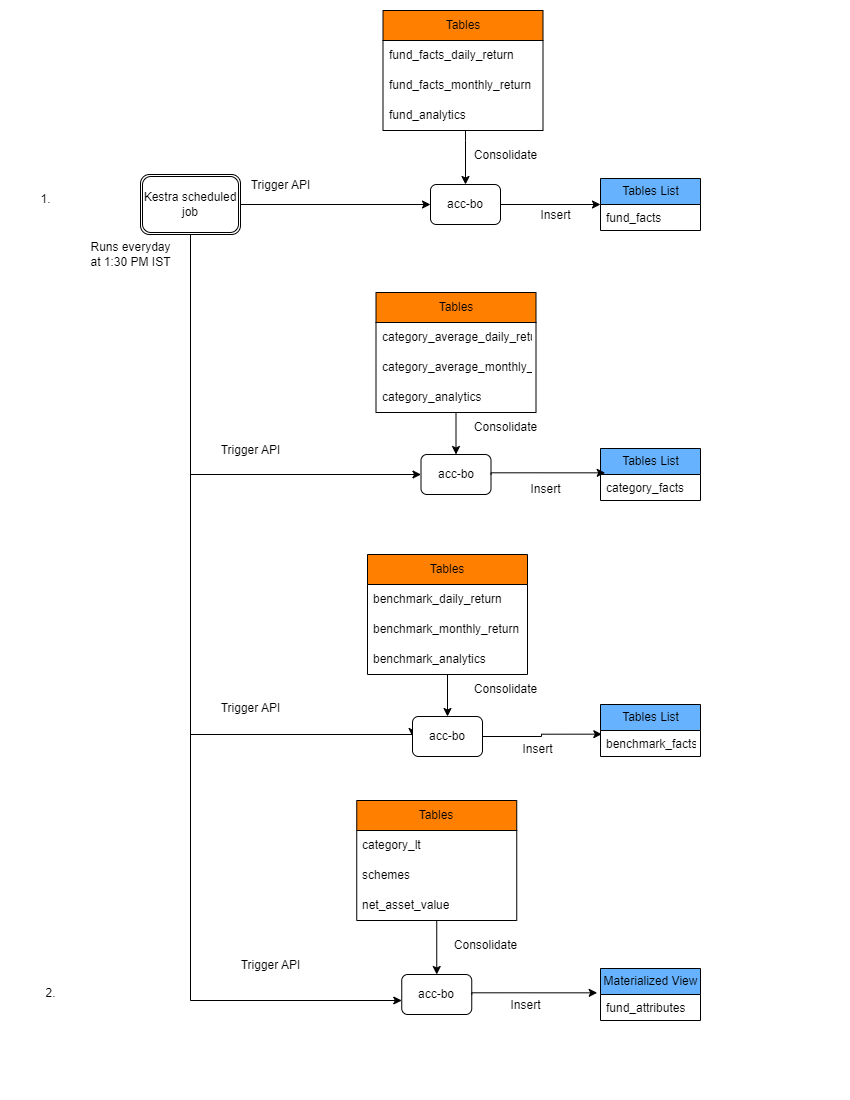 Tables
fund_facts_daily_return
fund_facts_monthly_return
fund_analytics
Consolidate
1.
Kestra scheduled
job
Trigger API
acc-bo
Insert
Tables List
fund_facts
Runs everyday
at 1:30 PM IST
Tables
category_average_daily_ret
category_average_monthly_
category_analytics
Consolidate
Trigger API
acc-bo
Insert
Tables List
category_facts
Tables
benchmark_daily_return
benchmark_monthly_return
benchmark_analytics
Consolidate
Trigger API
acc-bo
Insert
Tables List
benchmark_facts
Tables
category_lt
schemes
net_asset_value
Consolidate
Trigger API
2.
acc-bo
Insert
Materialized View
fund_attributes